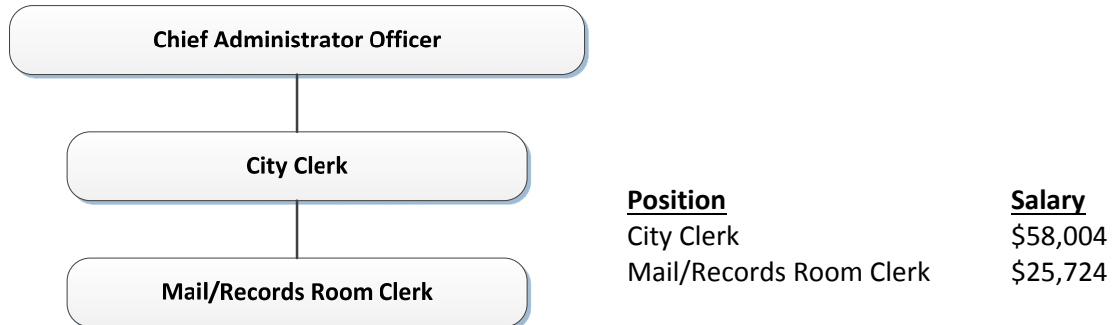 Chief Administrator Officer
City Clerk
Mail/Records Room Clerk
Position Salary
City Clerk $58,004
Mail/Records Room Clerk $25,724